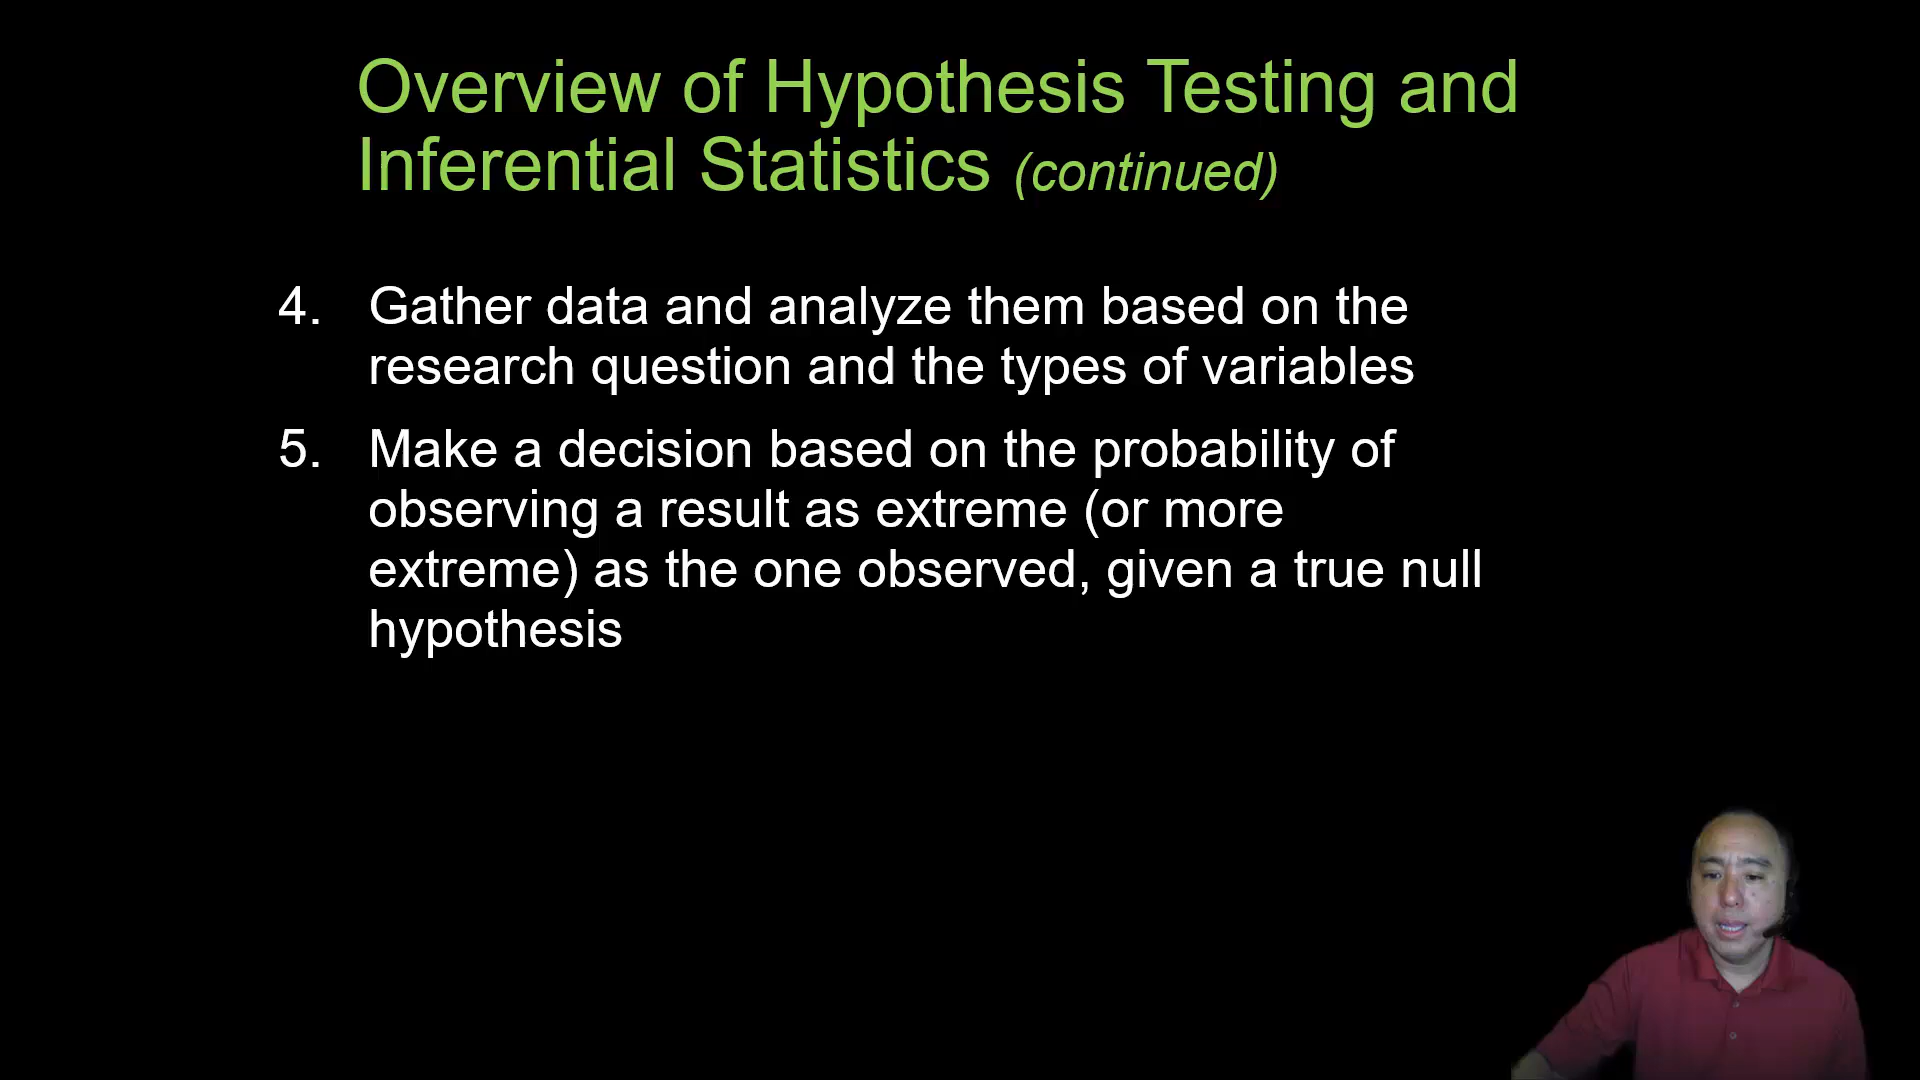 Overview of Hypothesis Testing and
Inferential Statistics (continued)
4. Gather data and analyze them based on the
research question and the types of variables
5. Make a decision based on the probability of
observing a result as extreme (or more
extreme) as the one observed, given a true null
hypothesis